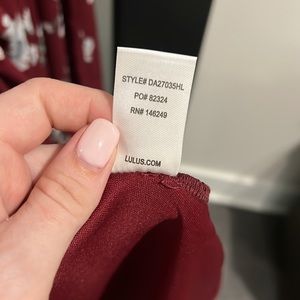 STYLE# DA27035HL
PO# 82324
RN# 146249
LULUS.COM